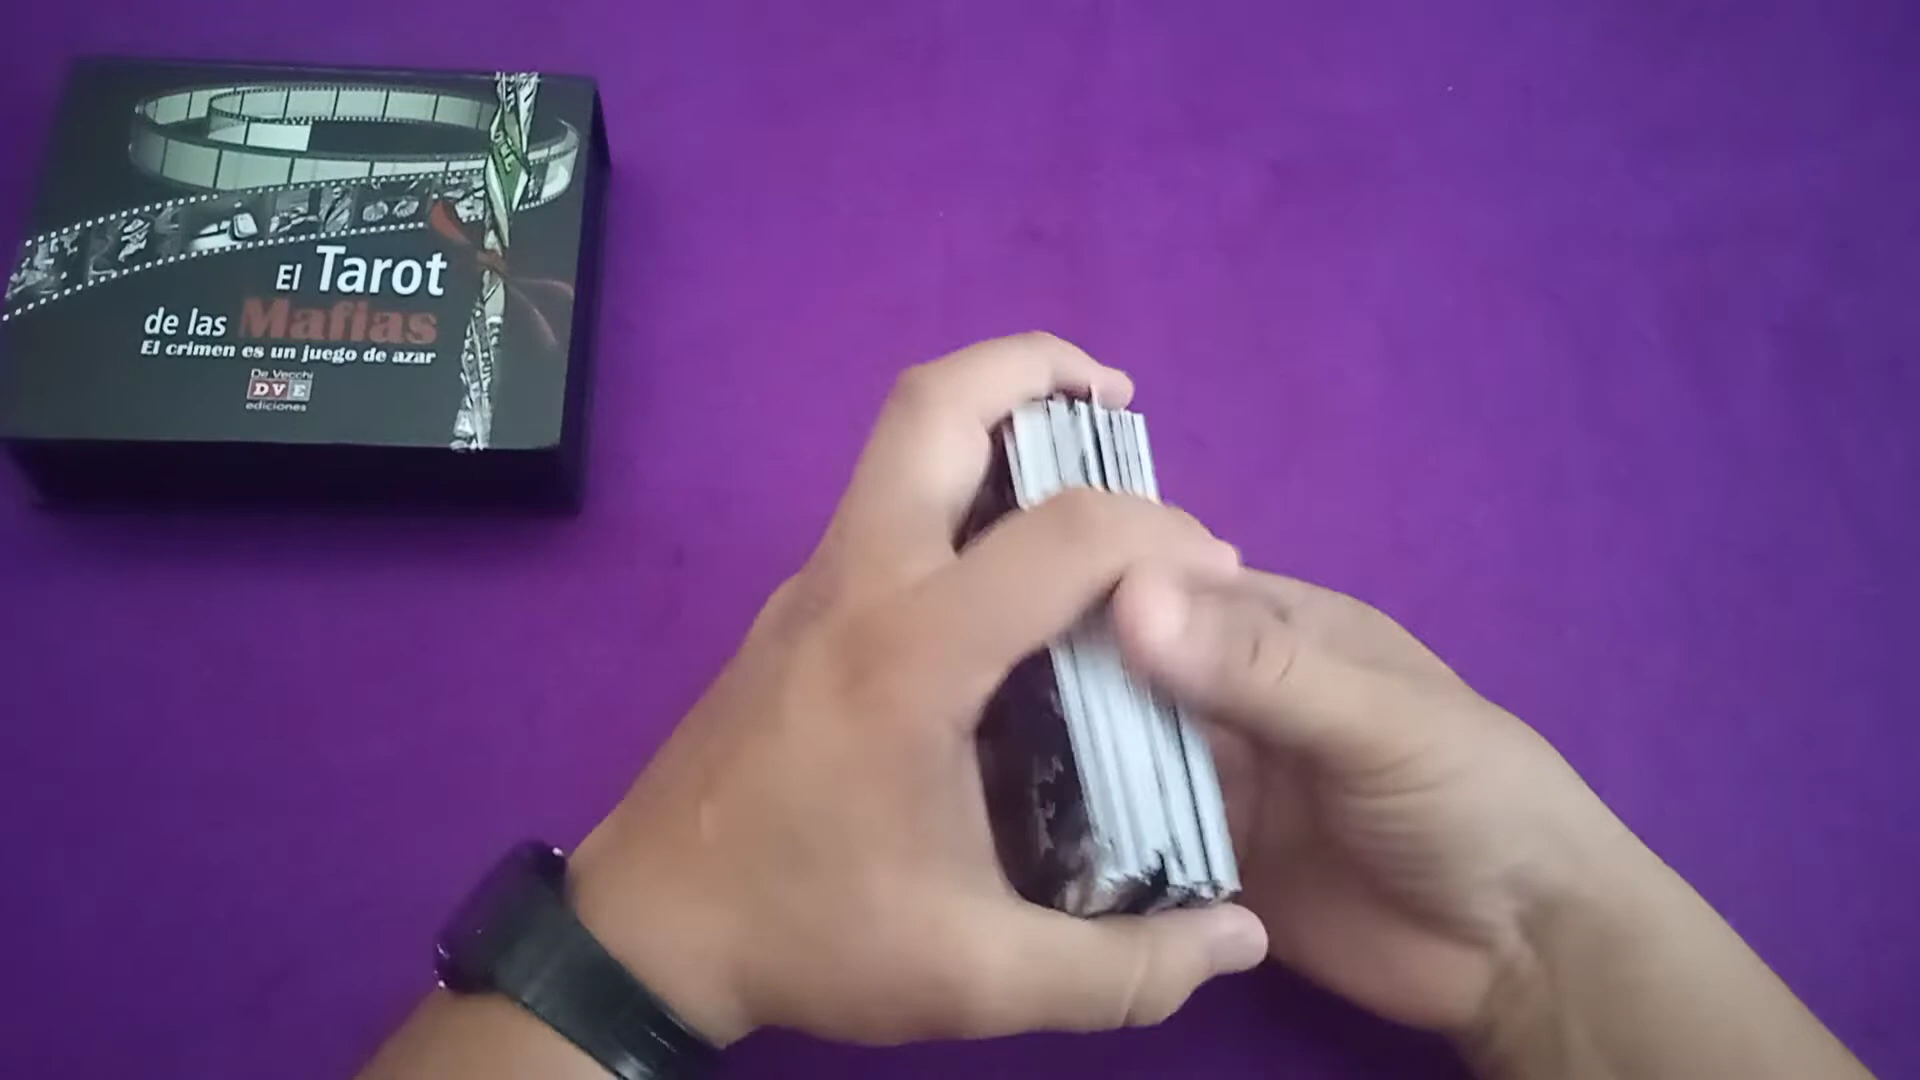 El Tarot
de las Mafias
El crimen es un juego de azar
De Vecchi
DVE
ediciones